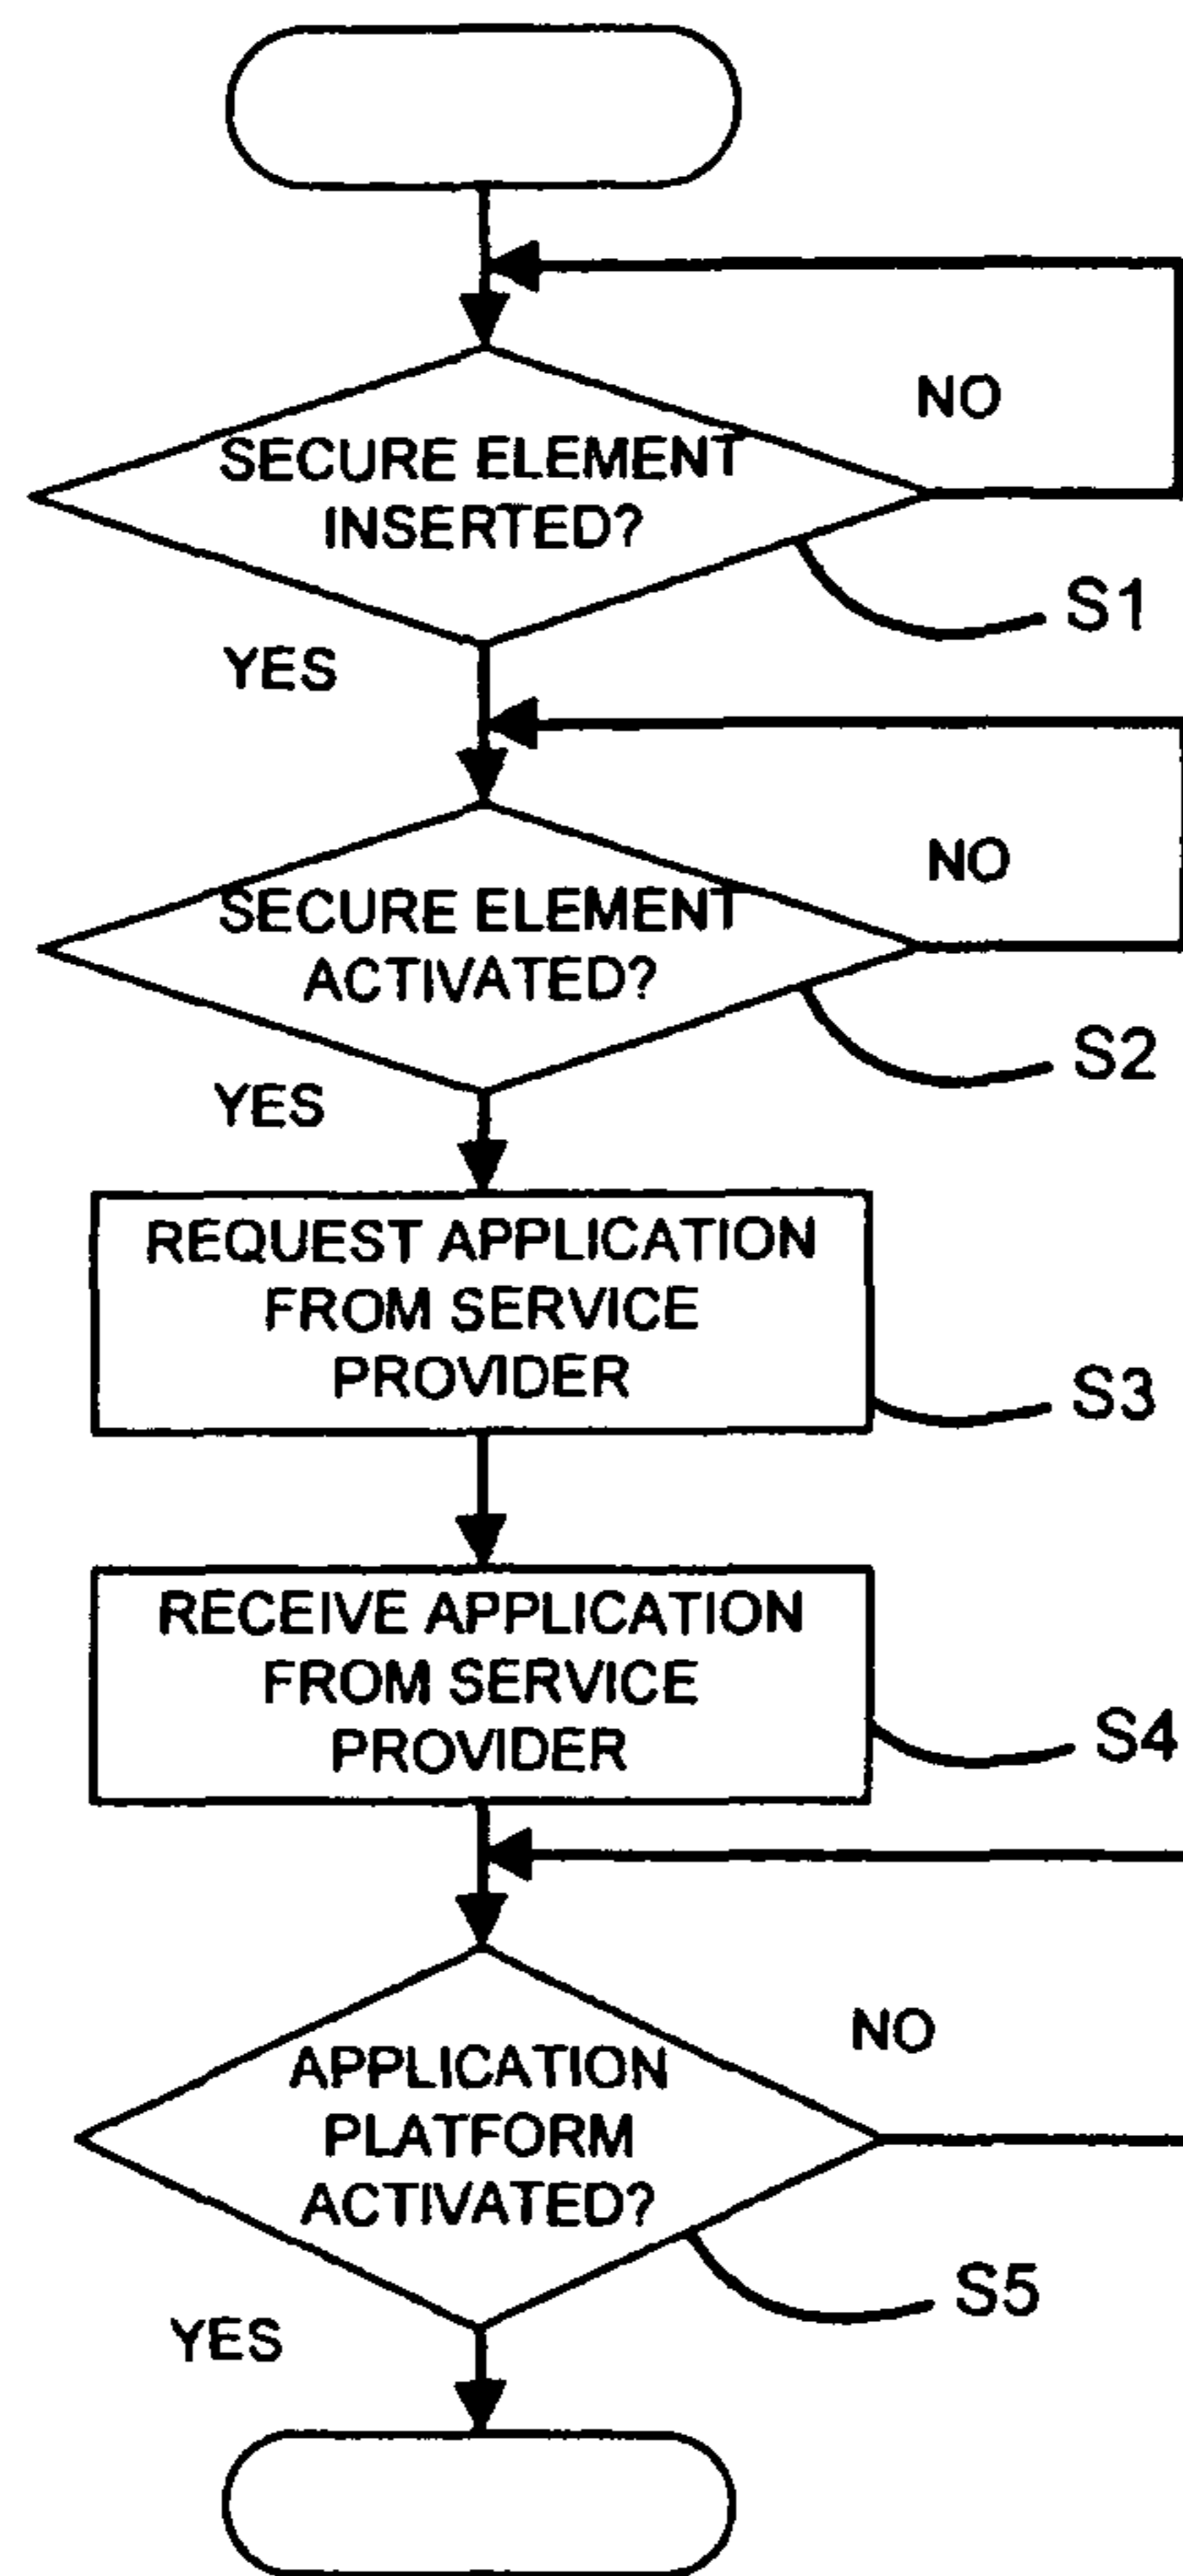 NO
SECURE ELEMENT
INSERTED?
S1
YES
NO
SECURE ELEMENT
ACTIVATED?
S2
YES
REQUEST APPLICATION
FROM SERVICE
PROVIDER
S3
RECEIVE APPLICATION
FROM SERVICE
PROVIDER
S4
NO
APPLICATION
PLATFORM
ACTIVATED?
S5
YES